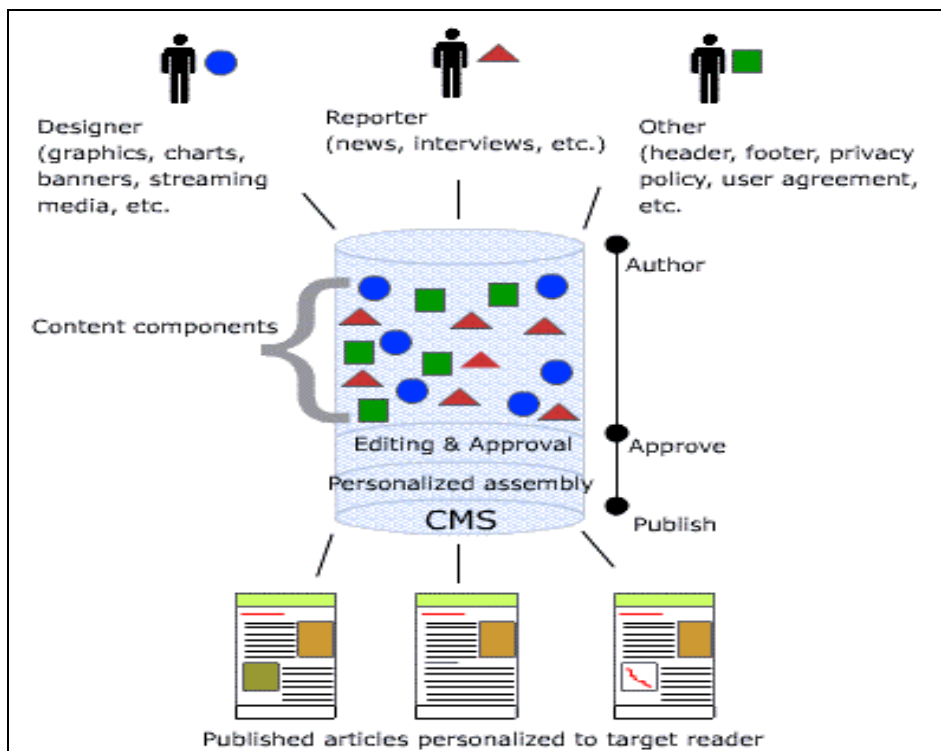 Designer
(graphics, charts,
banners, streaming
media, etc.
Reporter
(news, interviews, etc.)
Other
(header, footer, privacy
policy, user agreement,
etc.
Author
Content components
Editing & Approval
Approve
Personalized assembly
CMS
Publish
Published articles personalized to target reader